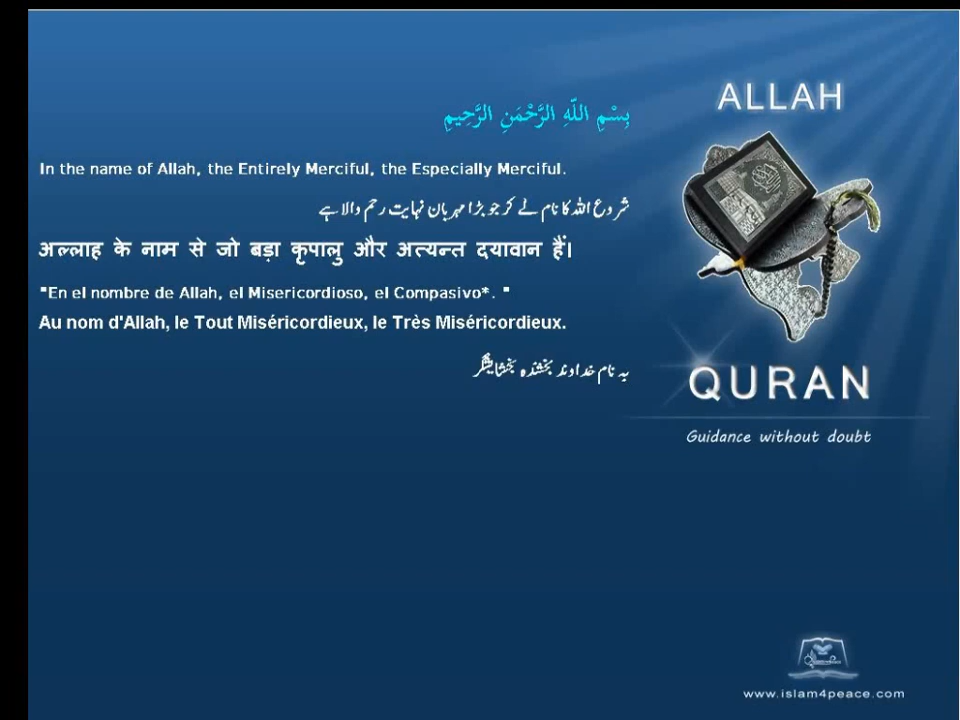 بِسْمِ اللَّهِ الرَّحْمَنِ الرَّحِيمِ
In the name of Allah, the Entirely Merciful, the Especially Merciful.
شروع اللہ کا نام لے کر جو بڑا مہربان نہایت رحم والا ہے
अल्लाह के नाम से जो बड़ा कृपालु और अत्यन्त दयावान हैं।
"En el nombre de Allah, el Misericordioso, el Compasivo*. "
Au nom d'Allah, le Tout Miséricordieux, le Très Miséricordieux.
به نام خداوند بخشنده بخشایشگر
ALLAH
QURAN
Guidance without doubt
www.islam4peace.com